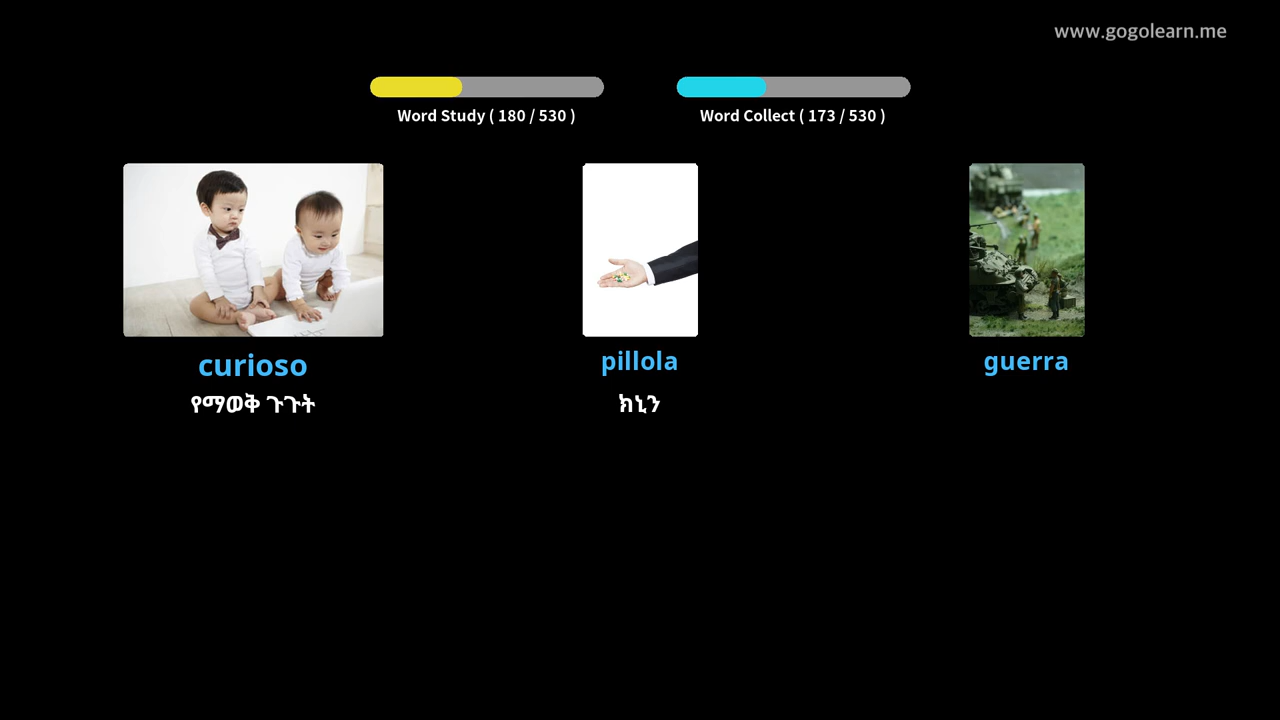 www.gogolearn.me
Word Study ( 180 / 530 )
Word Collect ( 173 / 530 )
curioso
pillola
guerra
የማወቅ ጉጉት
ክኒን